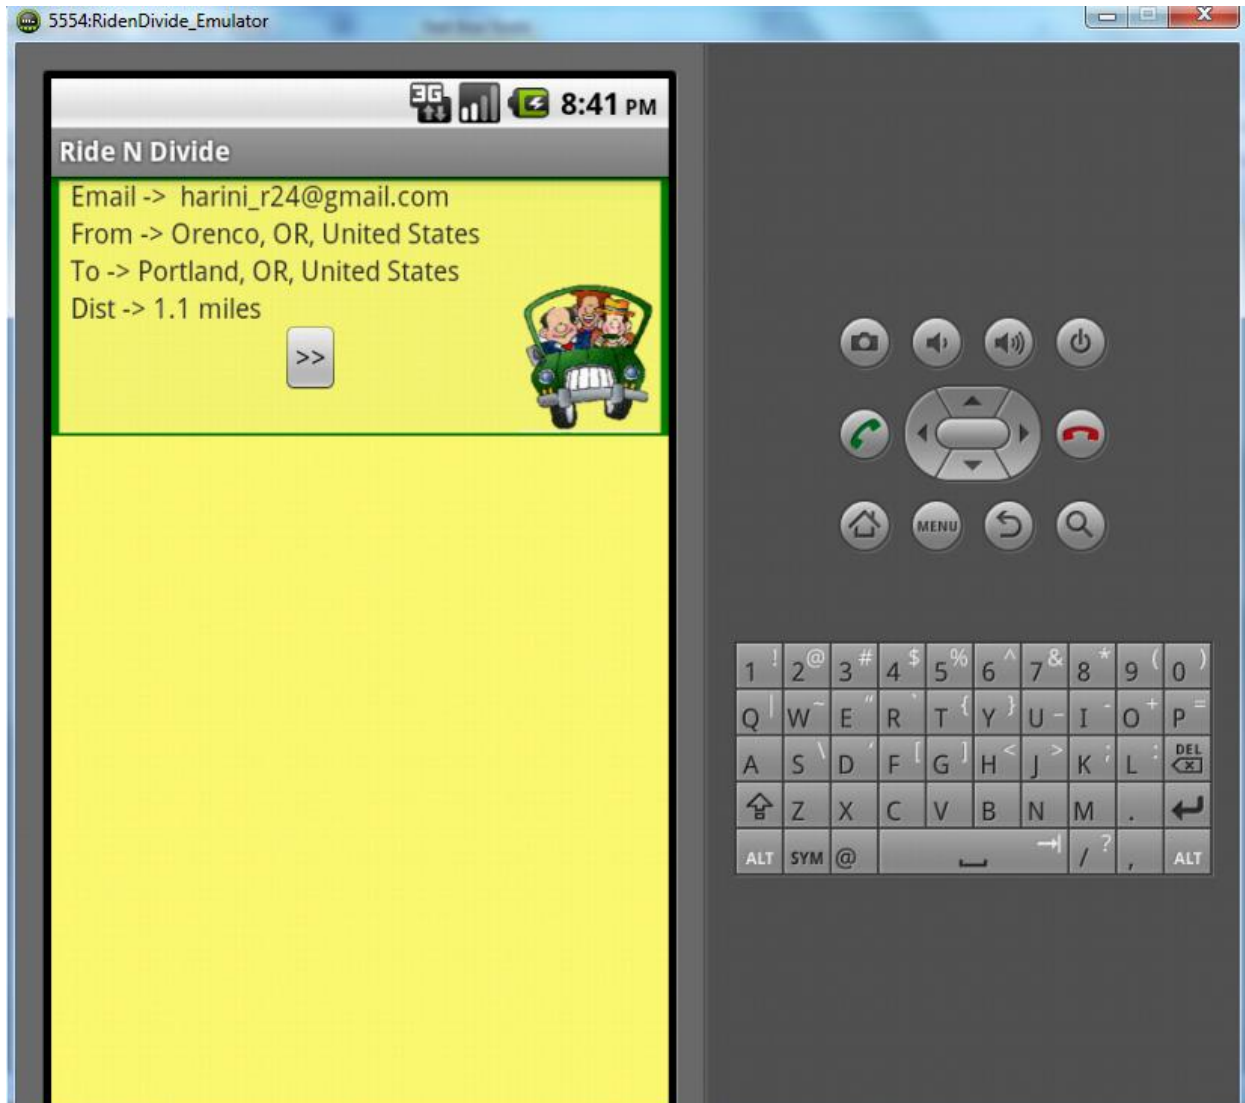 5554:RidenDivide_Emulator
3G 8:41 PM
Ride N Divide
Email -> harini_r24@gmail.com
From -> Orenco, OR, United States
To -> Portland, OR, United States
Dist -> 1.1 miles
>>
MENU
1 ! 2 @ 3 # 4 $ 5 % 6 ^ 7 & 8 * 9 ( 0 )
Q | W ~ E " R ` T { Y } U _ I - O + P =
A S \ D ' F [ G ] H < J > K ; L : DEL
Z X C V B N M .
ALT SYM @ / ? , ALT